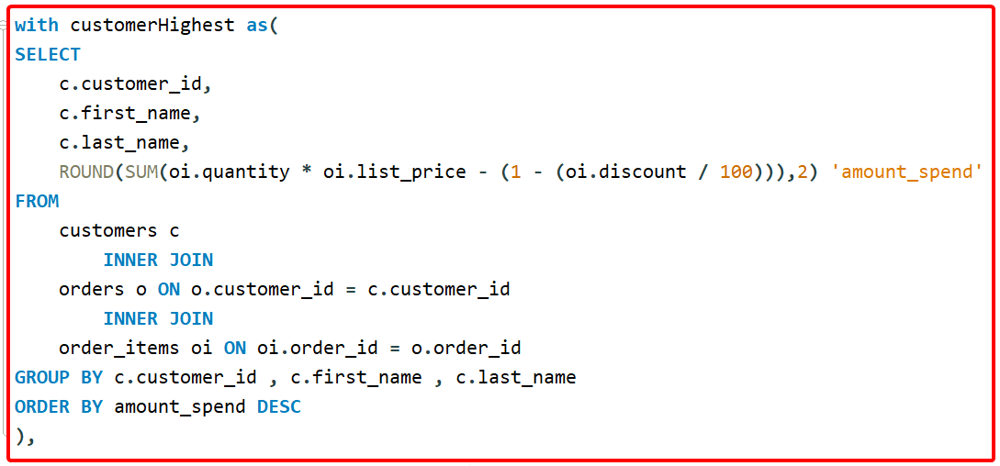 with customerHighest as(
SELECT
c.customer_id,
c.first_name,
c.last_name,
ROUND(SUM(oi.quantity * oi.list_price - (1 - (oi.discount / 100))),2) 'amount_spend'
FROM
customers c
INNER JOIN
orders o ON o.customer_id = c.customer_id
INNER JOIN
order_items oi ON oi.order_id = o.order_id
GROUP BY c.customer_id , c.first_name , c.last_name
ORDER BY amount_spend DESC
),